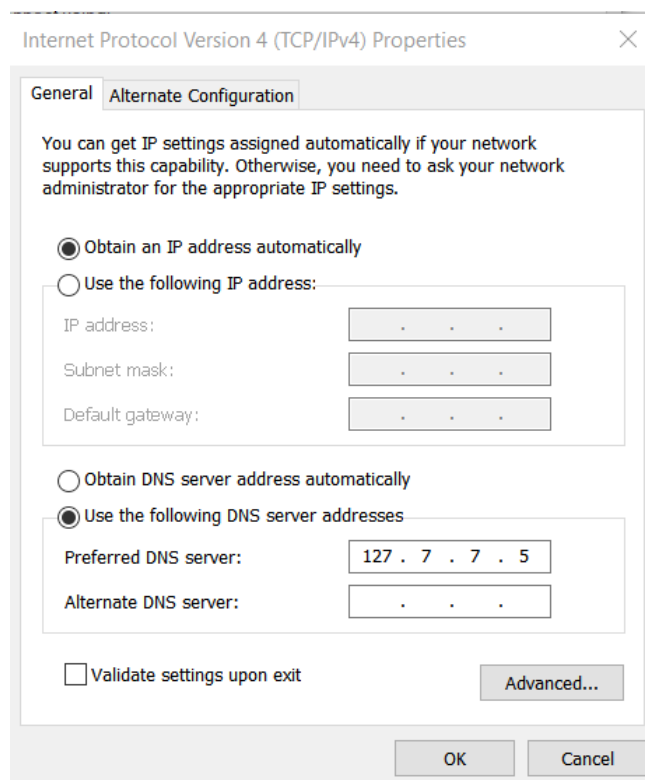 Internet Protocol Version 4 (TCP/IPv4) Properties
General
Alternate Configuration
You can get IP settings assigned automatically if your network
supports this capability. Otherwise, you need to ask your network
administrator for the appropriate IP settings.
Obtain an IP address automatically
Use the following IP address:
IP address:
. . .
Subnet mask:
. . .
Default gateway:
. . .
Obtain DNS server address automatically
Use the following DNS server addresses
Preferred DNS server:
127 . 7 . 7 . 5
Alternate DNS server:
. . .
Validate settings upon exit
Advanced...
OK
Cancel